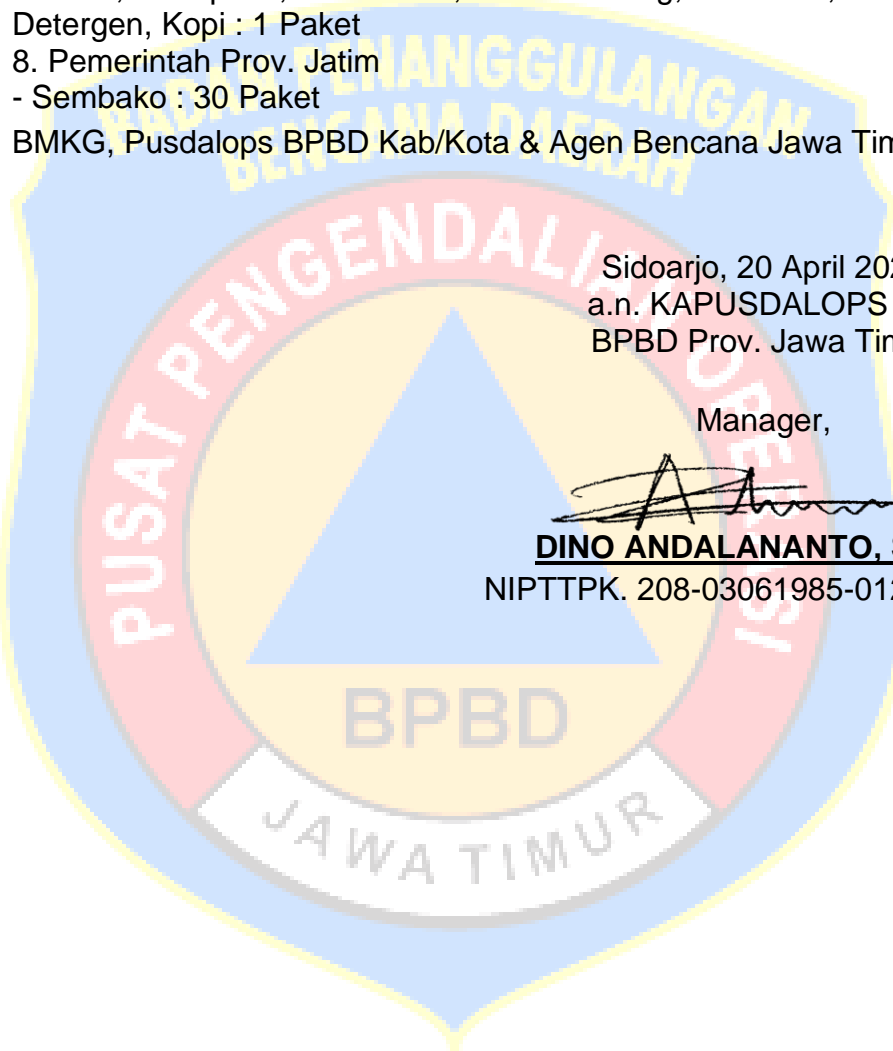 Detergen, Kopi : 1 Paket
8. Pemerintah Prov. Jatim
- Sembako : 30 Paket
BMKG, Pusdalops BPBD Kab/Kota & Agen Bencana Jawa Tim
BADAN PENANGGULANGAN
BENCANA DAERAH
PUSAT PENGENDALIAN OPERASI
Sidoarjo, 20 April 202
a.n. KAPUSDALOPS
BPBD Prov. Jawa Tim
Manager,
DINO ANDALANANTO, S
NIPTTPK. 208-03061985-012
BPBD
JAWA TIMUR